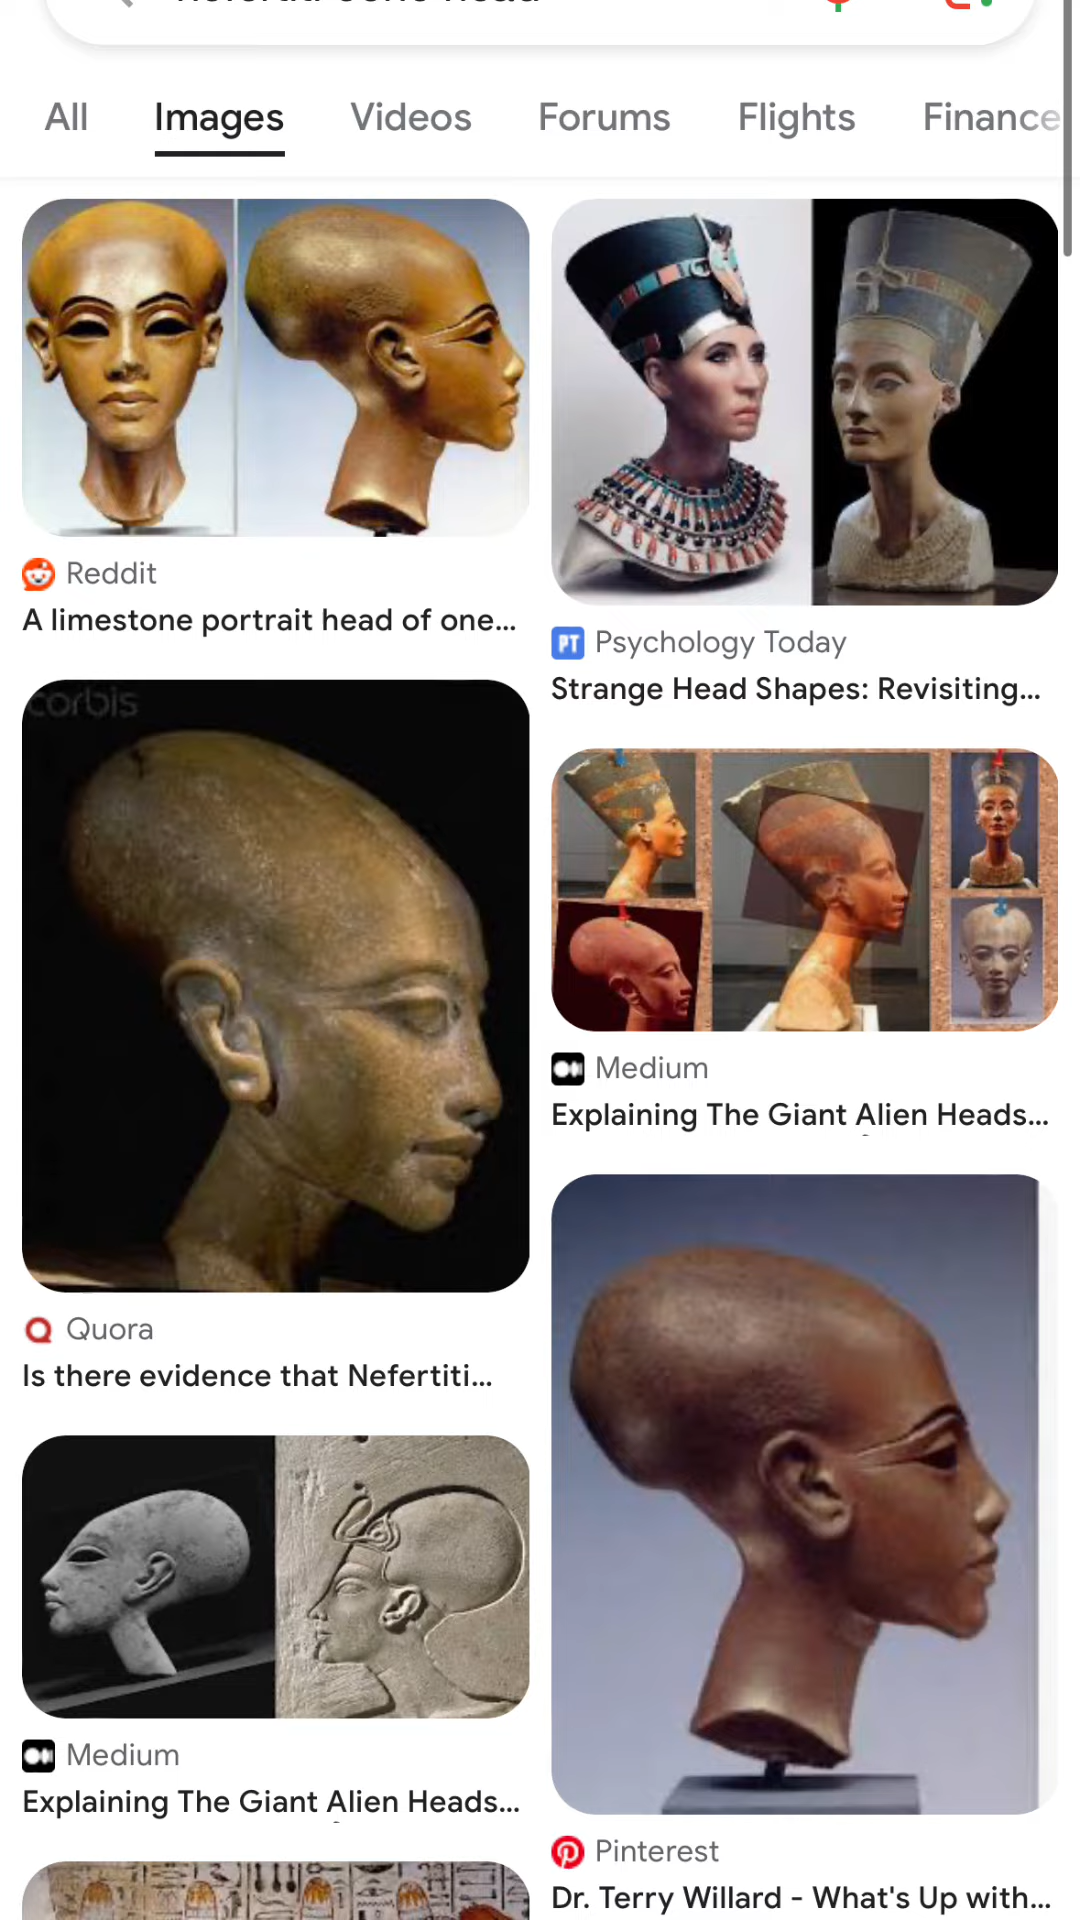 All Images Videos Forums Flights Finance
Reddit
A limestone portrait head of one...
Psychology Today
Strange Head Shapes: Revisiting...
corbis
Quora
Is there evidence that Nefertiti...
Medium
Explaining The Giant Alien Heads...
Medium
Explaining The Giant Alien Heads...
Pinterest
Dr. Terry Willard - What's Up with...